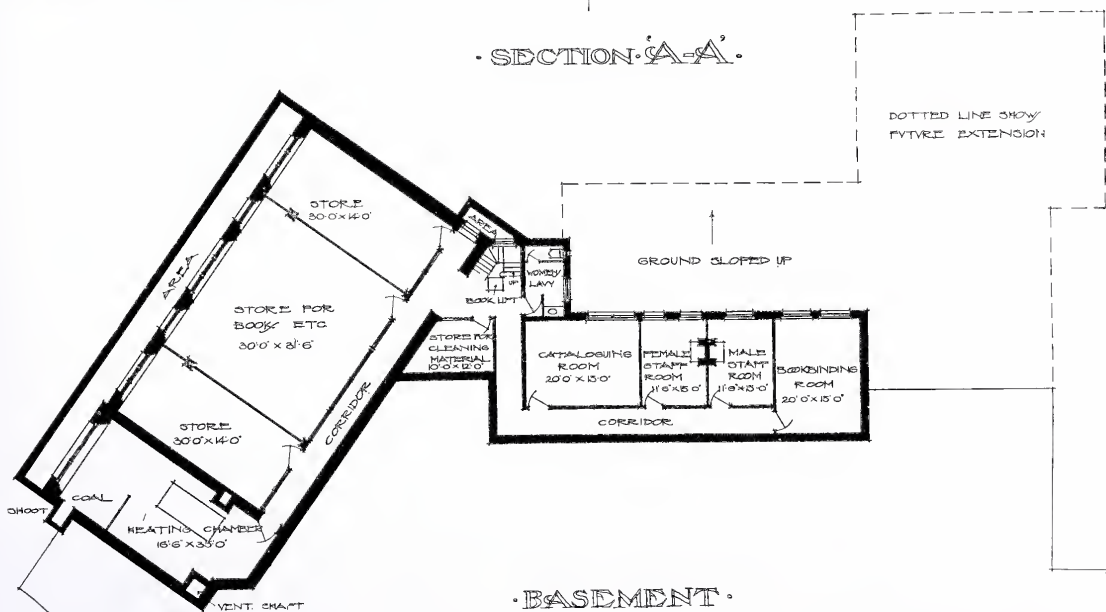 · SECTION · 'A-A' ·
DOTTED LINE SHOW
FVTVRE EXTENSION
STORE
30'0" × 14'0"
AREA
GROUND SLOPED UP
AREA
UP
WOMEN
LAVY
BOOK LIFT
STORE FOR
BOOKS ETC
30'0" × 31'6"
STORE FOR
CLEANING
MATERIAL
10'0" × 12'0"
CATALOGUING
ROOM
20'0" × 15'0"
FEMALE
STAFF
ROOM
11'6" × 15'0"
MALE
STAFF
ROOM
11'6" × 15'0"
BOOKBINDING
ROOM
20'0" × 15'0"
CORRIDOR
CORRIDOR
STORE
30'0" × 14'0"
SHOOT
COAL
HEATING CHAMBER
16'6" × 35'0"
VENT. SHAFT
· BASEMENT ·